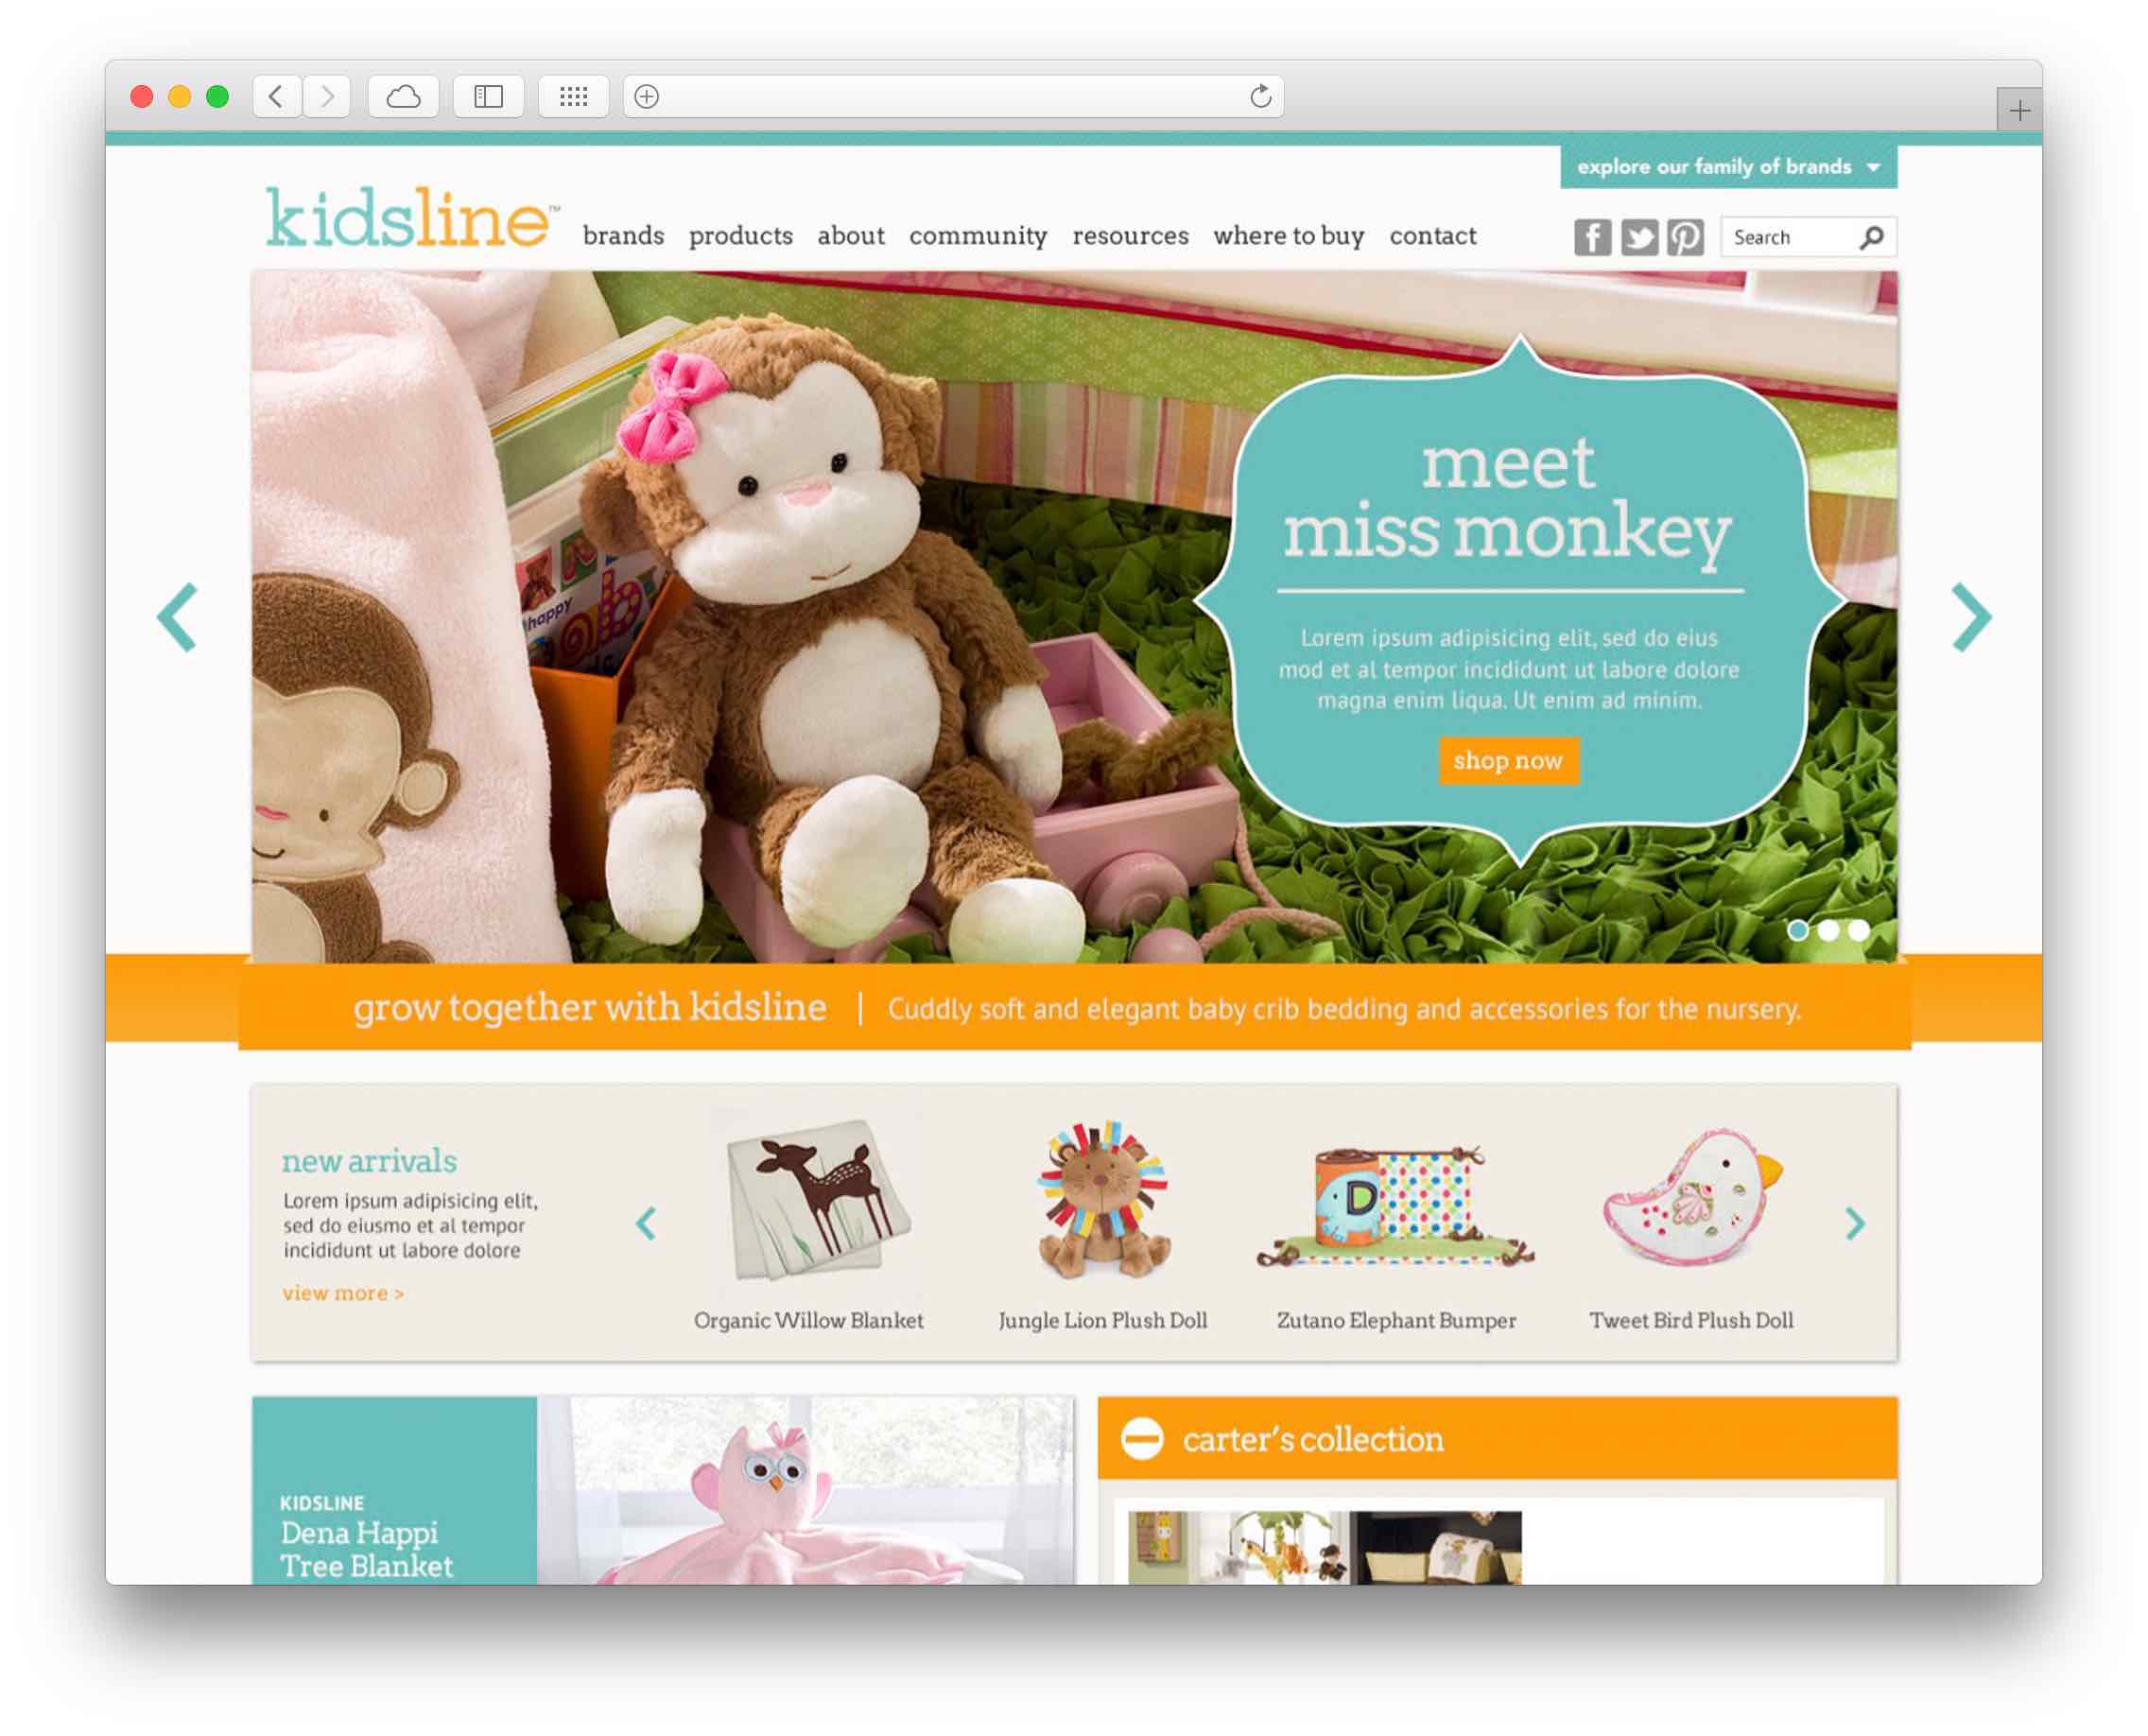 explore our family of brands
kidsline™
brands products about community resources where to buy contact
Search
meet
miss monkey
Lorem ipsum adipisicing elit, sed do eius
mod et al tempor incididunt ut labore dolore
magna enim liqua. Ut enim ad minim.
shop now
happy
ab
grow together with kidsline | Cuddly soft and elegant baby crib bedding and accessories for the nursery.
new arrivals
Lorem ipsum adipisicing elit,
sed do eiusmo et al tempor
incididunt ut labore dolore
view more >
D
Organic Willow Blanket
Jungle Lion Plush Doll
Zutano Elephant Bumper
Tweet Bird Plush Doll
KIDSLINE
Dena Happi
Tree Blanket
carter's collection